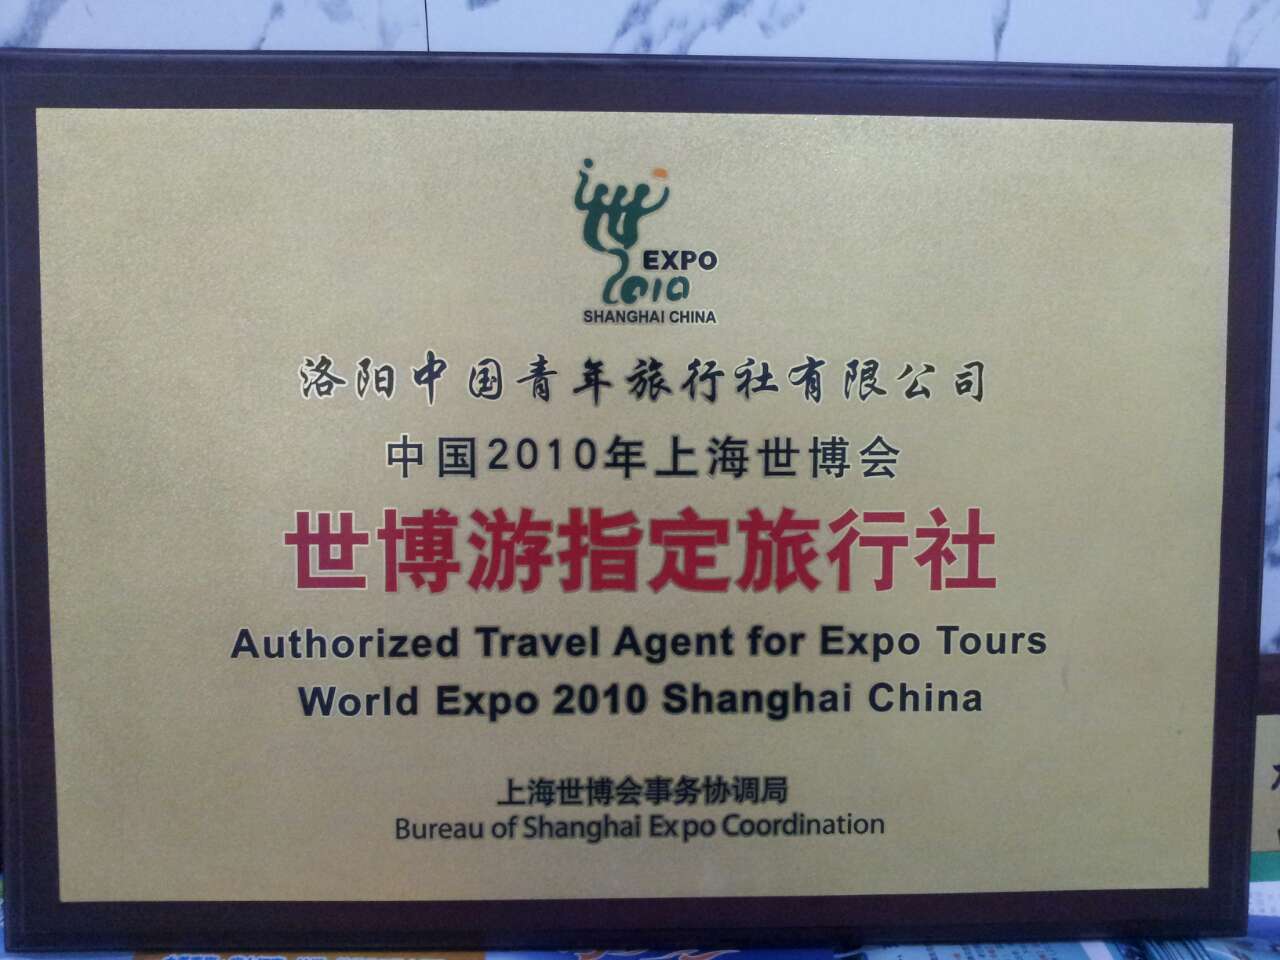 EXPO
2010
SHANGHAI CHINA
洛阳中国青年旅行社有限公司
中国2010年上海世博会
世博游指定旅行社
Authorized Travel Agent for Expo Tours
World Expo 2010 Shanghai China
上海世博会事务协调局
Bureau of Shanghai Expo Coordination